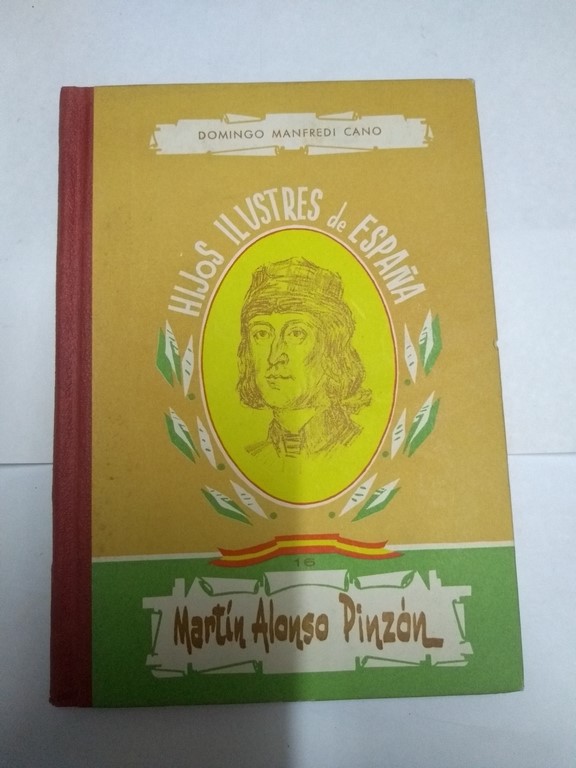 DOMINGO MANFREDI CANO
HIJOS ILUSTRES de ESPAÑA
16
Martín Alonso Pinzón